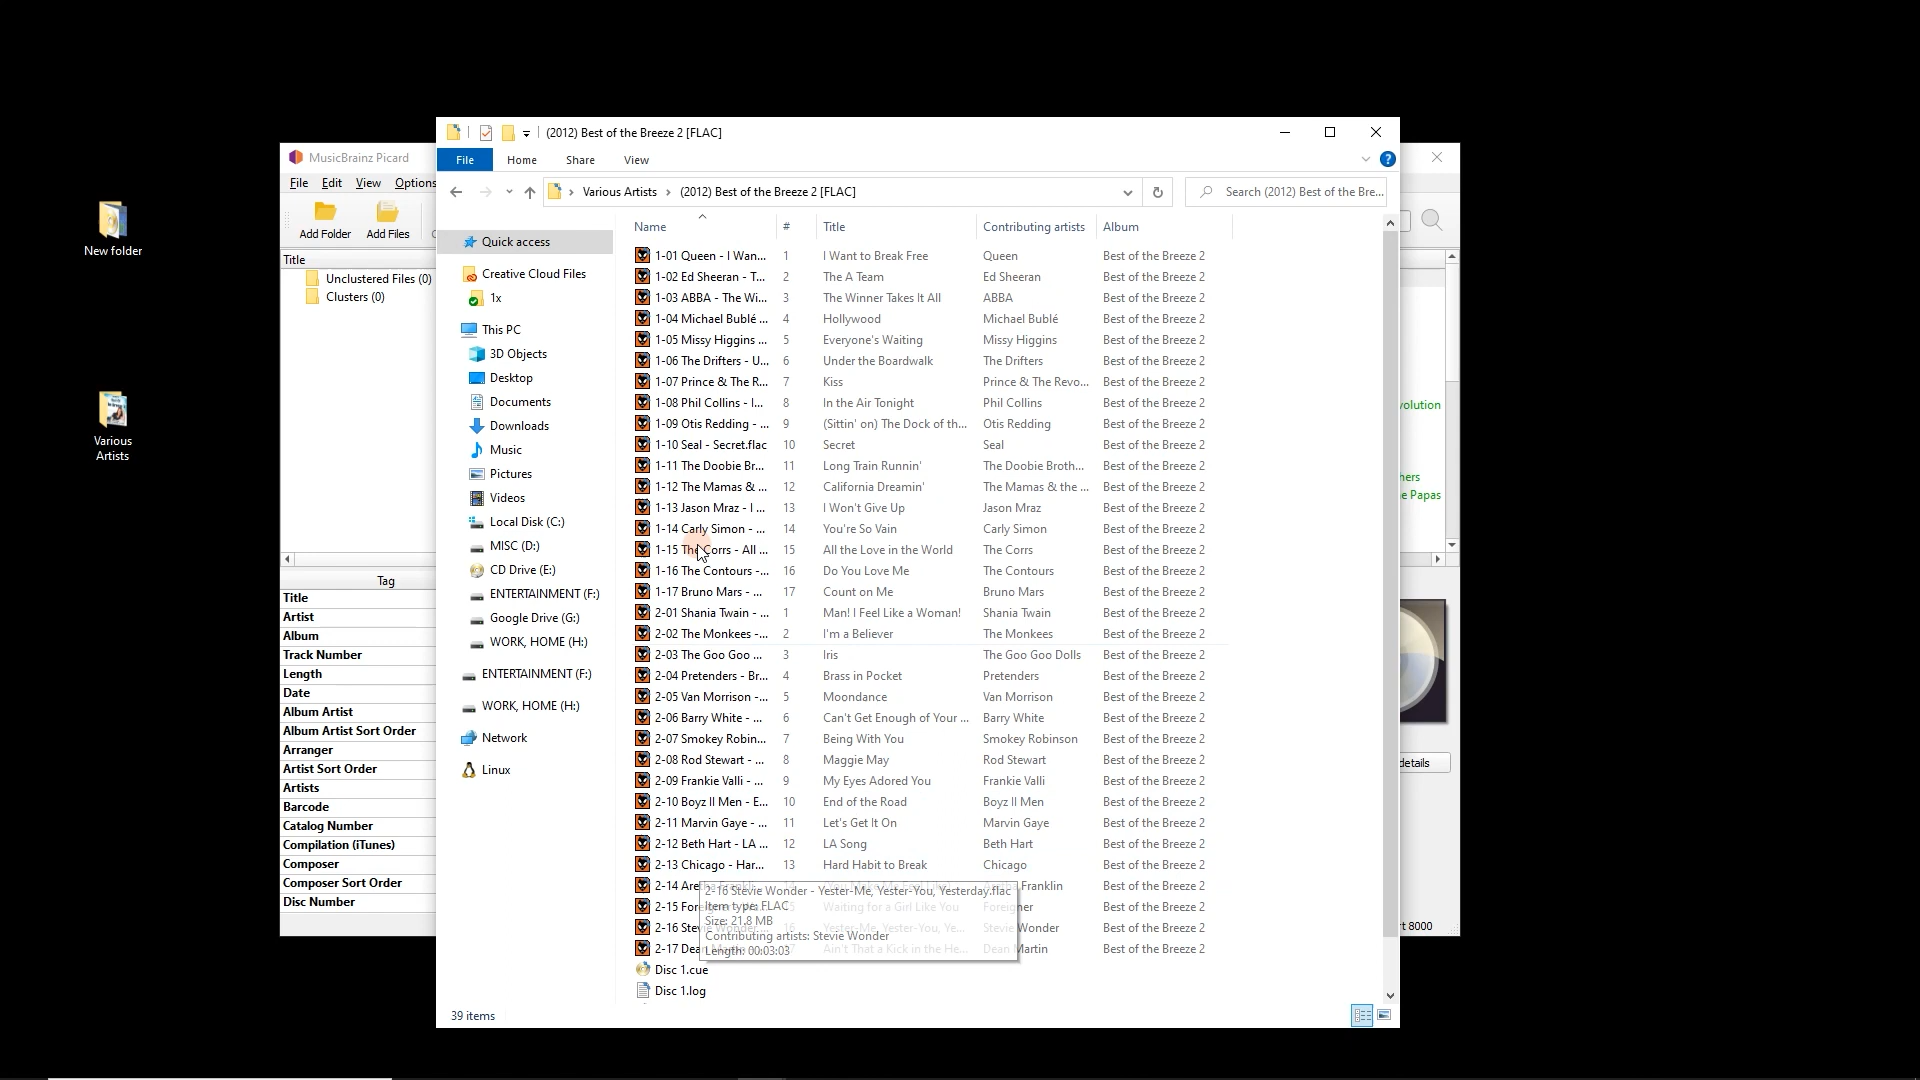 New folder
Various
Artists
MusicBrainz Picard
File Edit View Options
Add Folder Add Files
Title
Unclustered Files (0)
Clusters (0)
Tag
Title
Artist
Album
Track Number
Length
Date
Album Artist
Album Artist Sort Order
Arranger
Artist Sort Order
Artists
Barcode
Catalog Number
Compilation (iTunes)
Composer
Composer Sort Order
Disc Number
(2012) Best of the Breeze 2 [FLAC]
File Home Share View
Various Artists (2012) Best of the Breeze 2 [FLAC] Search (2012) Best of the Bre...
Quick access
Creative Cloud Files
1x
This PC
3D Objects
Desktop
Documents
Downloads
Music
Pictures
Videos
Local Disk (C:)
MISC (D:)
CD Drive (E:)
ENTERTAINMENT (F:)
Google Drive (G:)
WORK, HOME (H:)
ENTERTAINMENT (F:)
WORK, HOME (H:)
Network
Linux
Name # Title Contributing artists Album
1-01 Queen - I Wan... 1 I Want to Break Free Queen Best of the Breeze 2
1-02 Ed Sheeran - T... 2 The A Team Ed Sheeran Best of the Breeze 2
1-03 ABBA - The Wi... 3 The Winner Takes It All ABBA Best of the Breeze 2
1-04 Michael Bublé ... 4 Hollywood Michael Bublé Best of the Breeze 2
1-05 Missy Higgins ... 5 Everyone's Waiting Missy Higgins Best of the Breeze 2
1-06 The Drifters - U... 6 Under the Boardwalk The Drifters Best of the Breeze 2
1-07 Prince & The R... 7 Kiss Prince & The Revo... Best of the Breeze 2
1-08 Phil Collins - I... 8 In the Air Tonight Phil Collins Best of the Breeze 2
1-09 Otis Redding - ... 9 (Sittin' on) The Dock of th... Otis Redding Best of the Breeze 2
1-10 Seal - Secret.flac 10 Secret Seal Best of the Breeze 2
1-11 The Doobie Br... 11 Long Train Runnin' The Doobie Broth... Best of the Breeze 2
1-12 The Mamas & ... 12 California Dreamin' The Mamas & the ... Best of the Breeze 2
1-13 Jason Mraz - I ... 13 I Won't Give Up Jason Mraz Best of the Breeze 2
1-14 Carly Simon - ... 14 You're So Vain Carly Simon Best of the Breeze 2
1-15 The Corrs - All ... 15 All the Love in the World The Corrs Best of the Breeze 2
1-16 The Contours -... 16 Do You Love Me The Contours Best of the Breeze 2
1-17 Bruno Mars - ... 17 Count on Me Bruno Mars Best of the Breeze 2
2-01 Shania Twain - ... 1 Man! I Feel Like a Woman! Shania Twain Best of the Breeze 2
2-02 The Monkees -... 2 I'm a Believer The Monkees Best of the Breeze 2
2-03 The Goo Goo ... 3 Iris The Goo Goo Dolls Best of the Breeze 2
2-04 Pretenders - Br... 4 Brass in Pocket Pretenders Best of the Breeze 2
2-05 Van Morrison -... 5 Moondance Van Morrison Best of the Breeze 2
2-06 Barry White - ... 6 Can't Get Enough of Your ... Barry White Best of the Breeze 2
2-07 Smokey Robin... 7 Being With You Smokey Robinson Best of the Breeze 2
2-08 Rod Stewart - ... 8 Maggie May Rod Stewart Best of the Breeze 2
2-09 Frankie Valli - ... 9 My Eyes Adored You Frankie Valli Best of the Breeze 2
2-10 Boyz II Men - E... 10 End of the Road Boyz II Men Best of the Breeze 2
2-11 Marvin Gaye - ... 11 Let's Get It On Marvin Gaye Best of the Breeze 2
2-12 Beth Hart - LA ... 12 LA Song Beth Hart Best of the Breeze 2
2-13 Chicago - Har... 13 Hard Habit to Break Chicago Best of the Breeze 2
2-14 Franklin Best of the Breeze 2
2-15 Waiting for a Girl Like You Foreigner Best of the Breeze 2
2-16 Stevie Wonder Best of the Breeze 2
2-17 Dean Ain't That a Kick in the He... Dean Martin Best of the Breeze 2
2-16 Stevie Wonder - Yester-Me, Yester-You, Yesterday.flac
Item type: FLAC
Size: 21.8 MB
Contributing artists: Stevie Wonder
Length: 00:03:03
Disc 1.cue
Disc 1.log
39 items
volution
hers
e Papas
details
t 8000